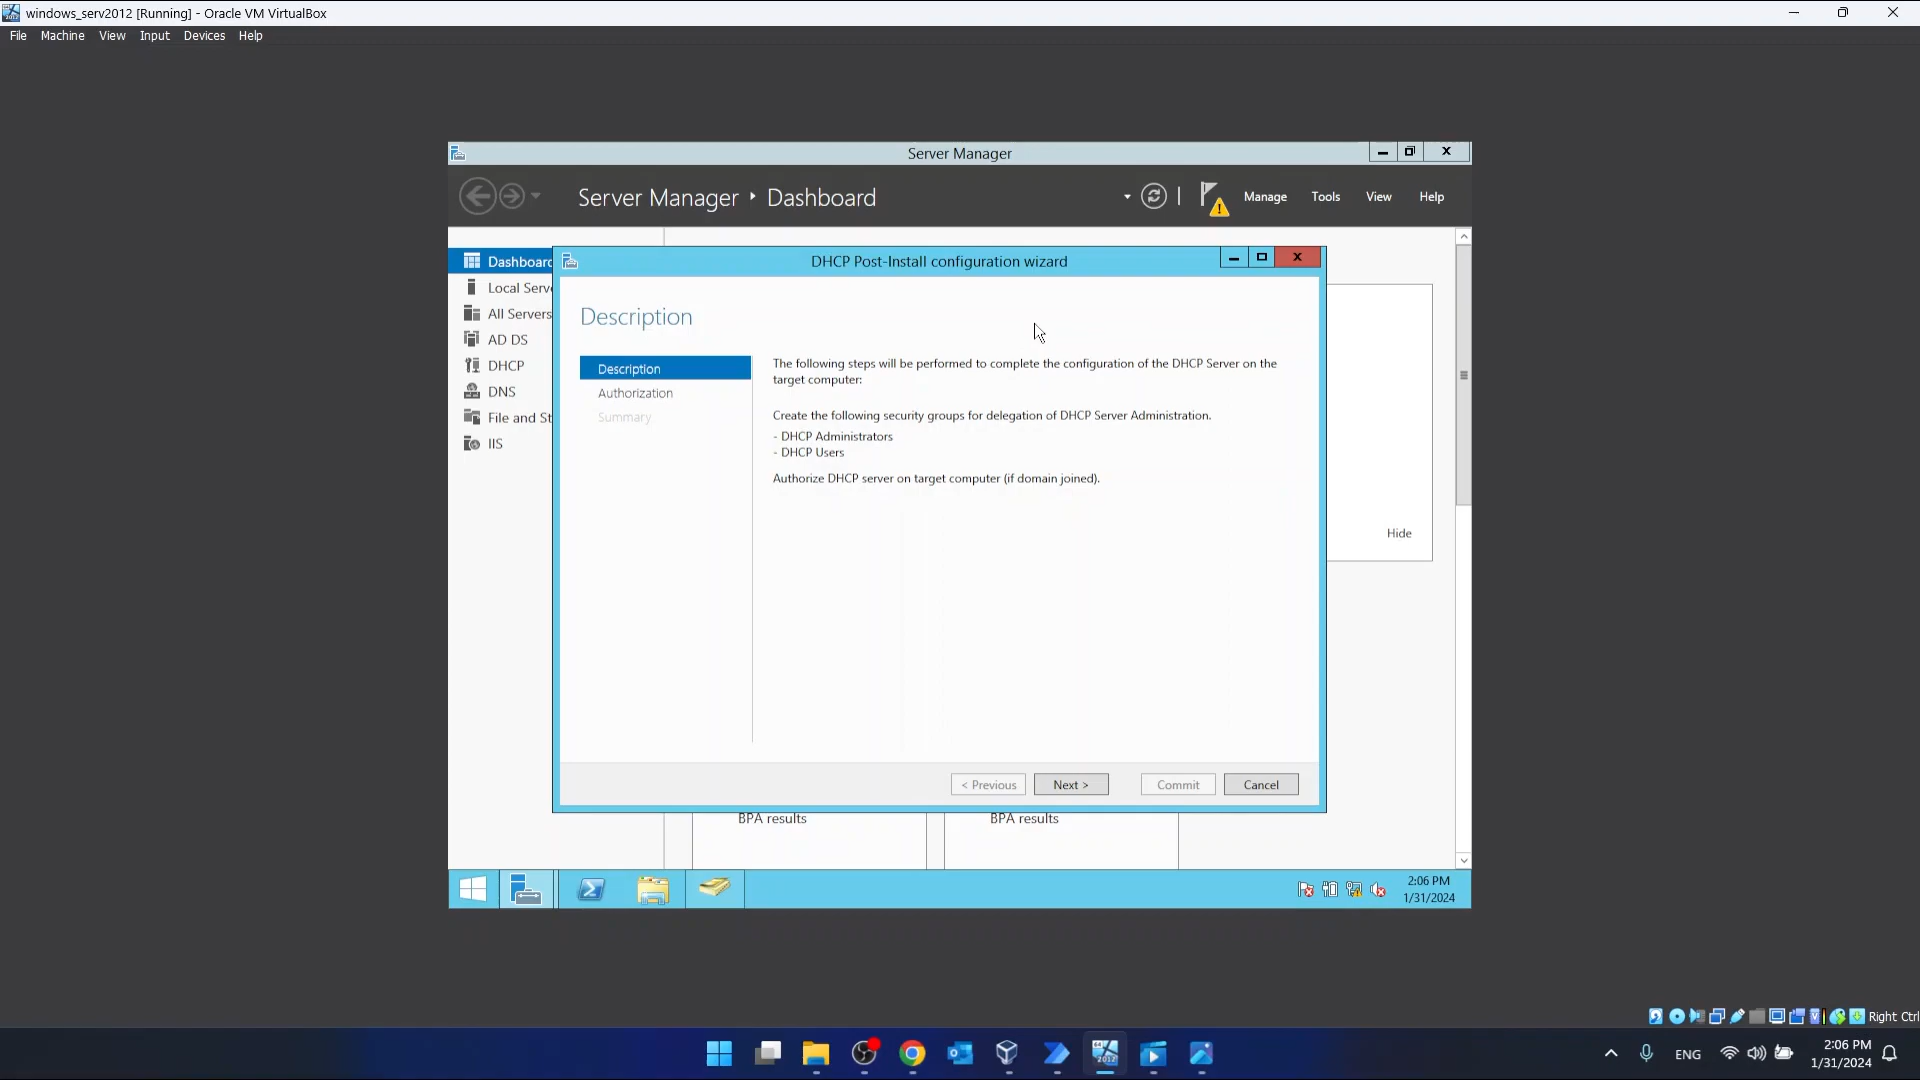 windows_serv2012 [Running] - Oracle VM VirtualBox
File Machine View Input Devices Help
Server Manager
Server Manager ‣ Dashboard
Manage Tools View Help
DHCP Post-Install configuration wizard
Dashboard
Local Serve
All Servers
AD DS
DHCP
DNS
File and St
IIS
Description
Description
Authorization
Summary
The following steps will be performed to complete the configuration of the DHCP Server on the
target computer:
Create the following security groups for delegation of DHCP Server Administration.
- DHCP Administrators
- DHCP Users
Authorize DHCP server on target computer (if domain joined).
Hide
< Previous
Next >
Commit
Cancel
BPA results
BPA results
2:06 PM
1/31/2024
Right Ctrl
ENG
2:06 PM
1/31/2024